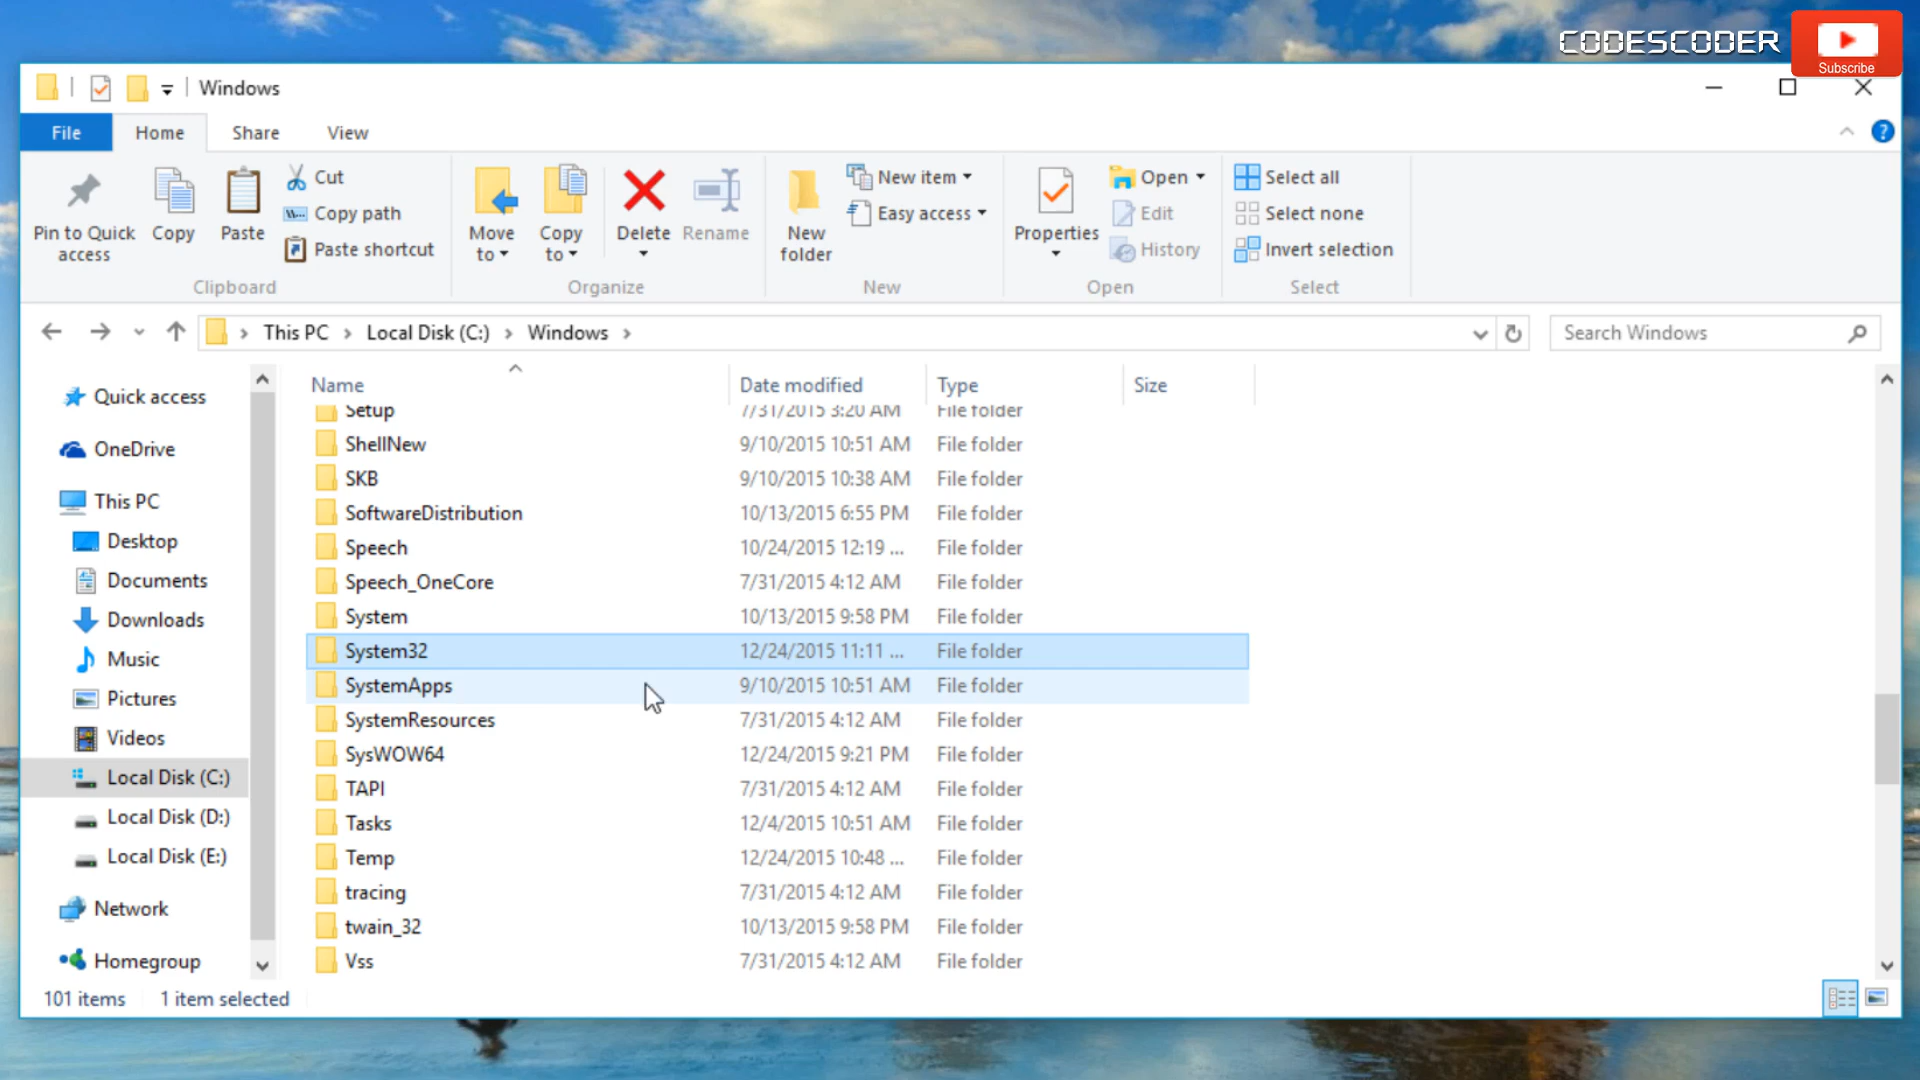 CODESCODER
Subscribe
Windows
File Home Share View
Pin to Quick access
Copy
Paste
Cut
Copy path
Paste shortcut
Clipboard
Move to
Copy to
Delete
Rename
Organize
New folder
New item
Easy access
New
Properties
Open
Edit
History
Open
Select all
Select none
Invert selection
Select
This PC Local Disk (C:) Windows
Search Windows
Quick access
OneDrive
This PC
Desktop
Documents
Downloads
Music
Pictures
Videos
Local Disk (C:)
Local Disk (D:)
Local Disk (E:)
Network
Homegroup
Name Date modified Type Size
Setup 7/31/2015 3:20 AM File folder
ShellNew 9/10/2015 10:51 AM File folder
SKB 9/10/2015 10:38 AM File folder
SoftwareDistribution 10/13/2015 6:55 PM File folder
Speech 10/24/2015 12:19 ... File folder
Speech_OneCore 7/31/2015 4:12 AM File folder
System 10/13/2015 9:58 PM File folder
System32 12/24/2015 11:11 ... File folder
SystemApps 9/10/2015 10:51 AM File folder
SystemResources 7/31/2015 4:12 AM File folder
SysWOW64 12/24/2015 9:21 PM File folder
TAPI 7/31/2015 4:12 AM File folder
Tasks 12/4/2015 10:51 AM File folder
Temp 12/24/2015 10:48 ... File folder
tracing 7/31/2015 4:12 AM File folder
twain_32 10/13/2015 9:58 PM File folder
Vss 7/31/2015 4:12 AM File folder
101 items 1 item selected